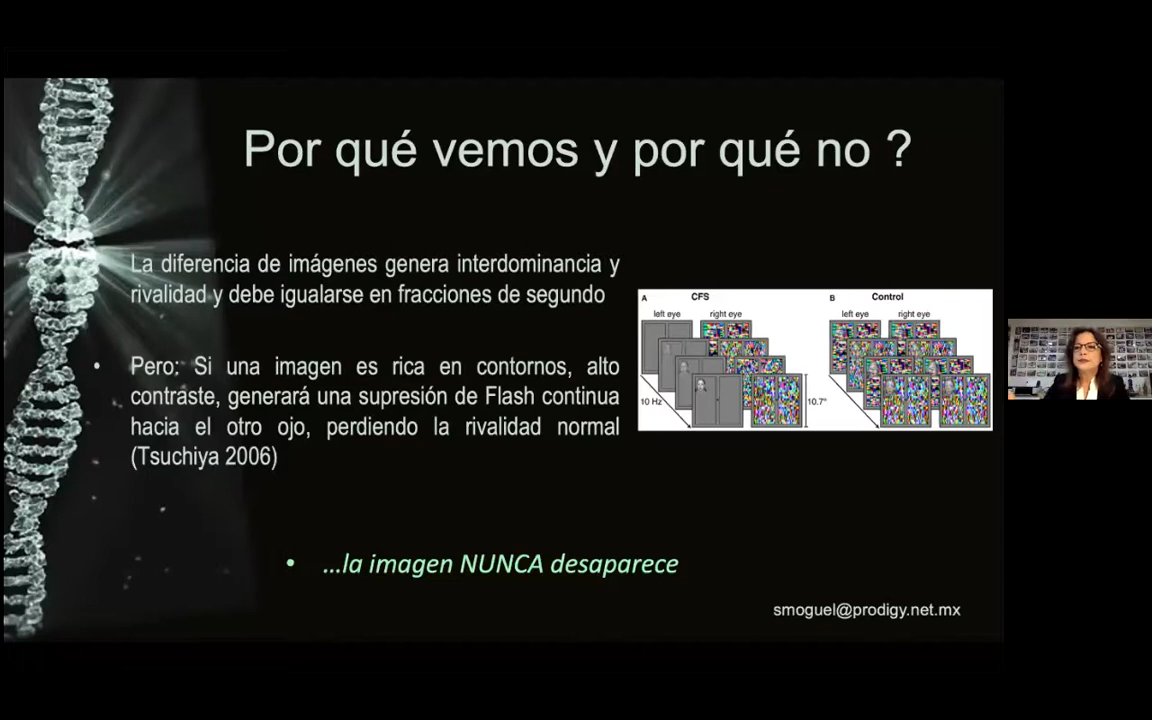 Por qué vemos y por qué no ?
La diferencia de imágenes genera interdominancia y
rivalidad y debe igualarse en fracciones de segundo
• Pero: Si una imagen es rica en contornos, alto
contraste, generará una supresión de Flash continua
hacia el otro ojo, perdiendo la rivalidad normal
(Tsuchiya 2006)
A CFS
left eye right eye
10 Hz
10.7°
B Control
left eye right eye
• ...la imagen NUNCA desaparece
smoguel@prodigy.net.mx